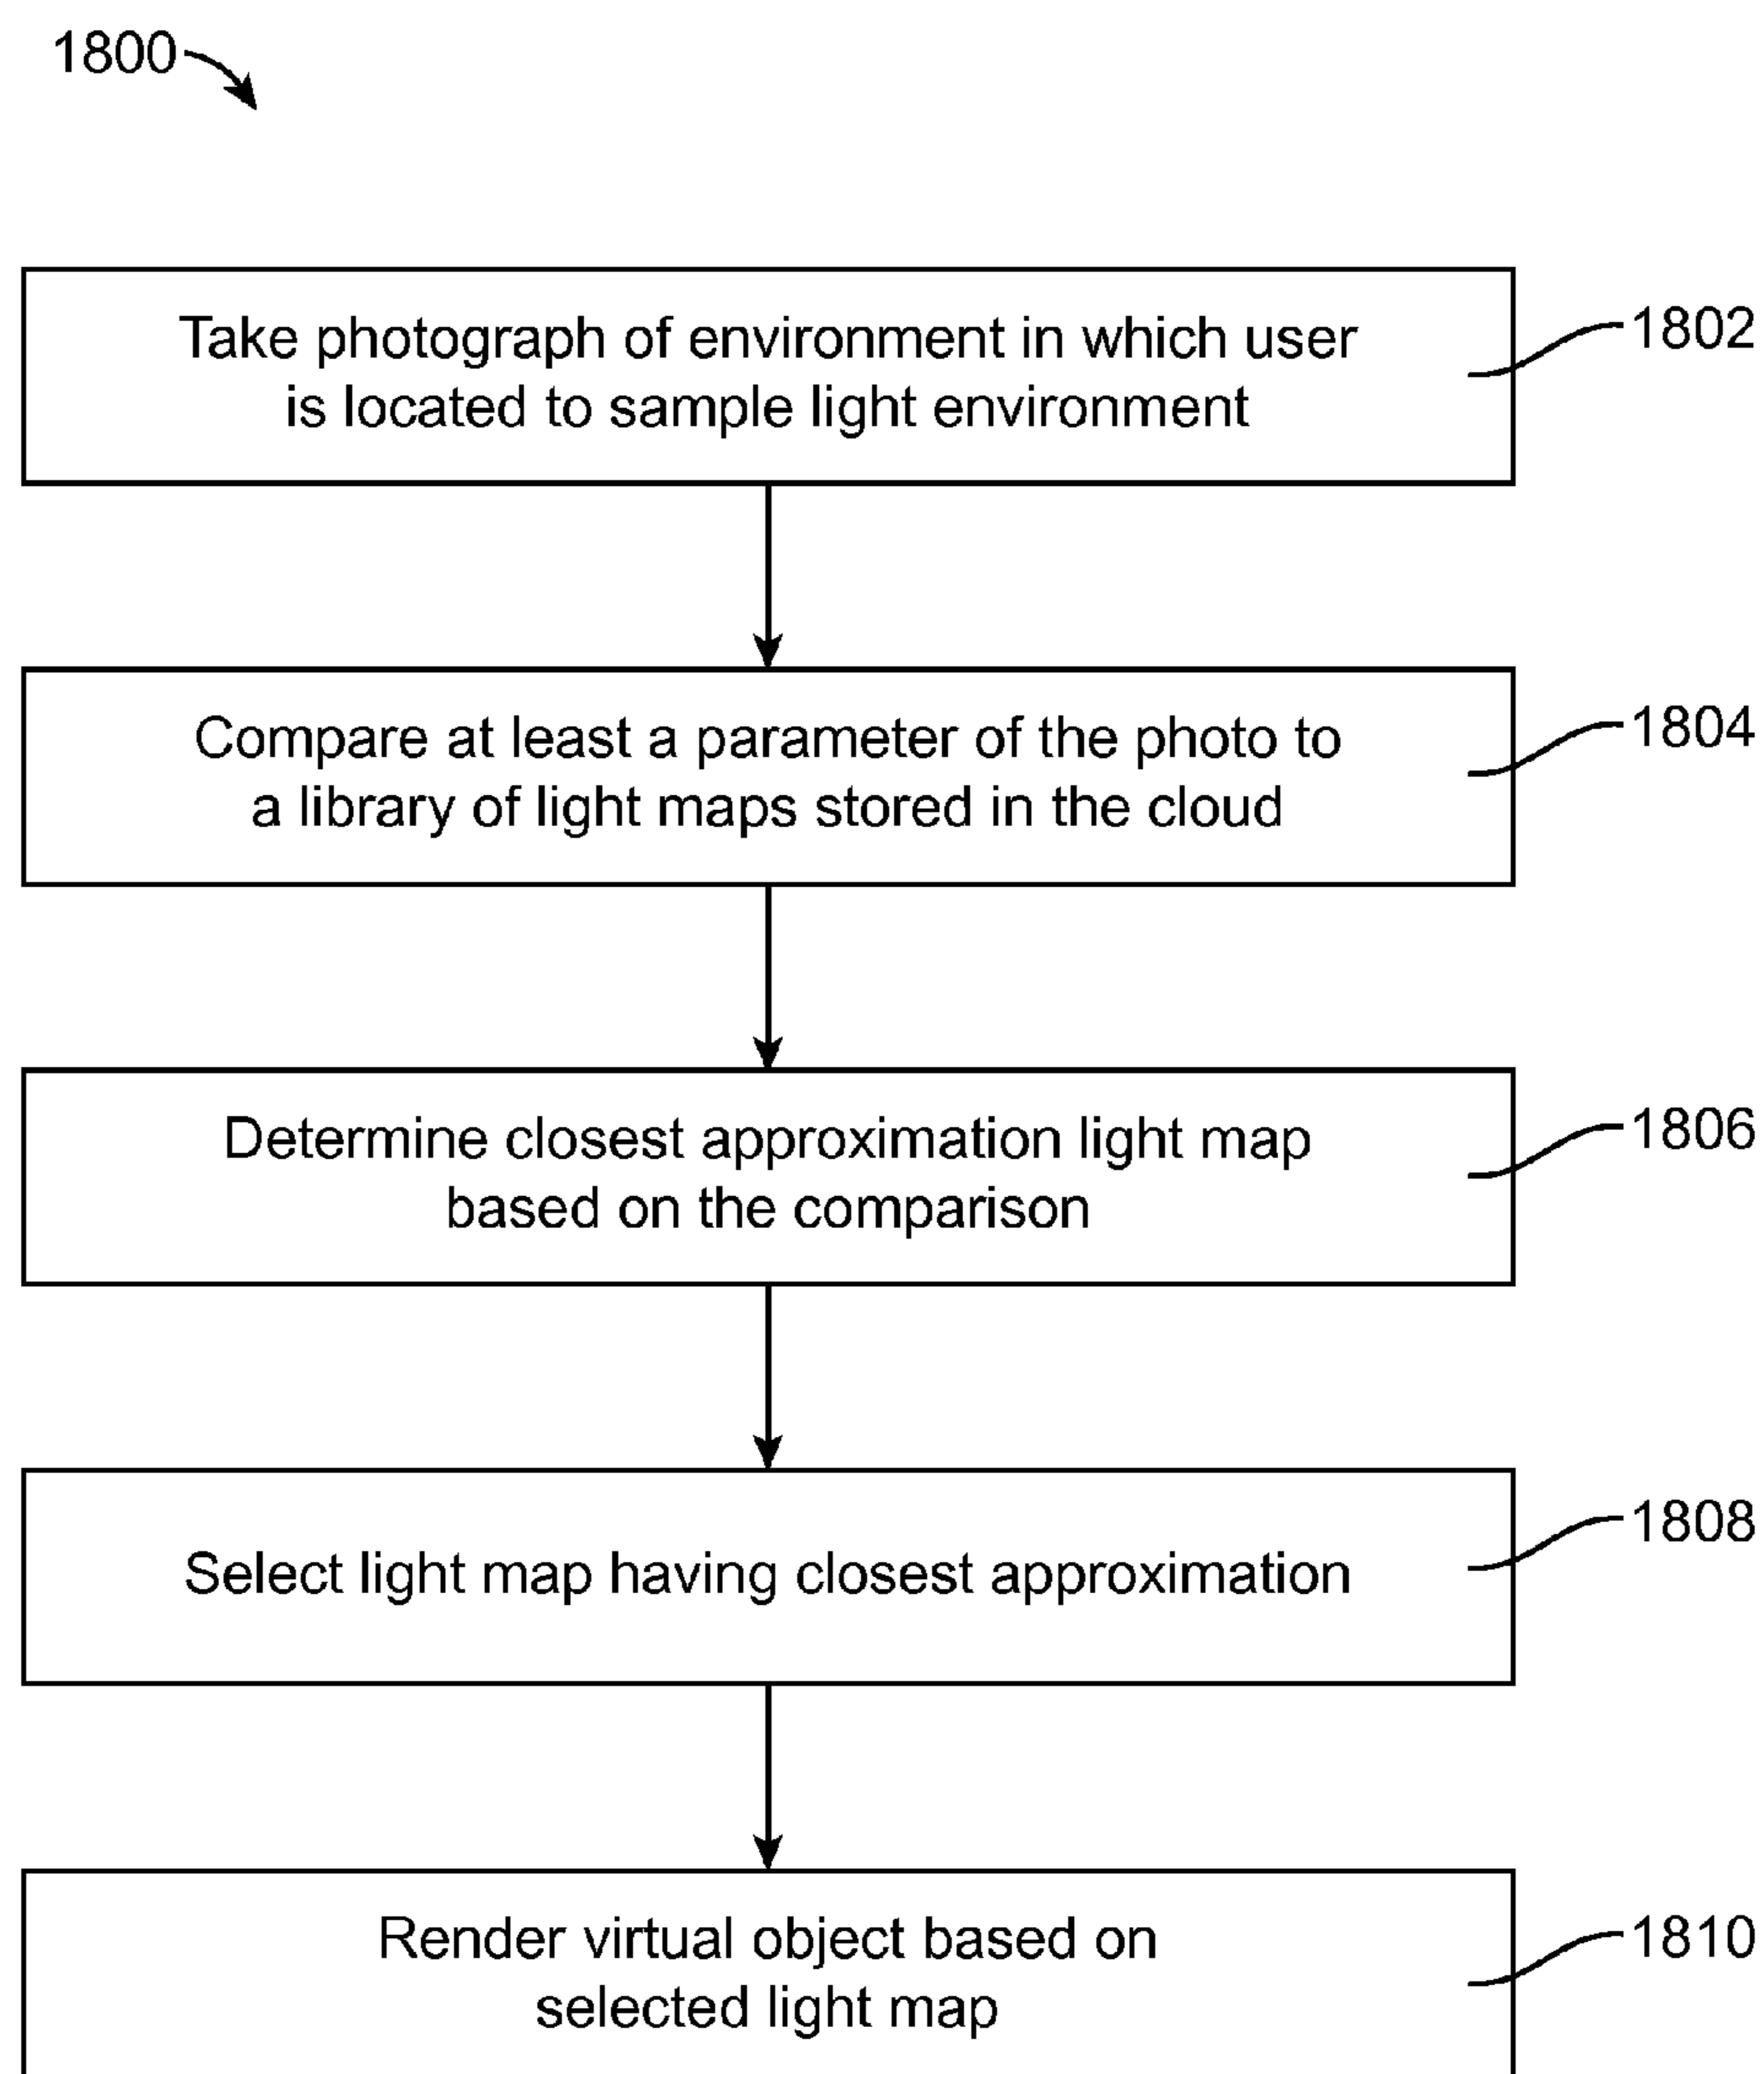 1800
Take photograph of environment in which user
is located to sample light environment
1802
Compare at least a parameter of the photo to
a library of light maps stored in the cloud
1804
Determine closest approximation light map
based on the comparison
1806
Select light map having closest approximation
1808
Render virtual object based on
selected light map
1810